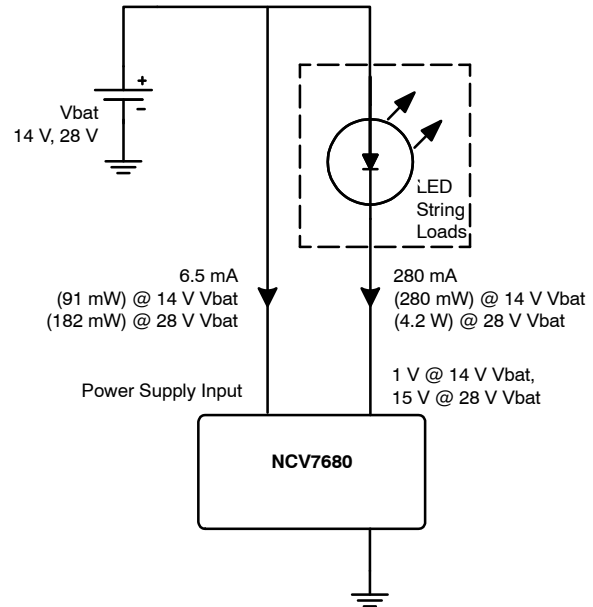 +
Vbat
−
14 V, 28 V
LED
String
Loads
6.5 mA
(91 mW) @ 14 V Vbat
(182 mW) @ 28 V Vbat
280 mA
(280 mW) @ 14 V Vbat
(4.2 W) @ 28 V Vbat
Power Supply Input
1 V @ 14 V Vbat,
15 V @ 28 V Vbat
NCV7680